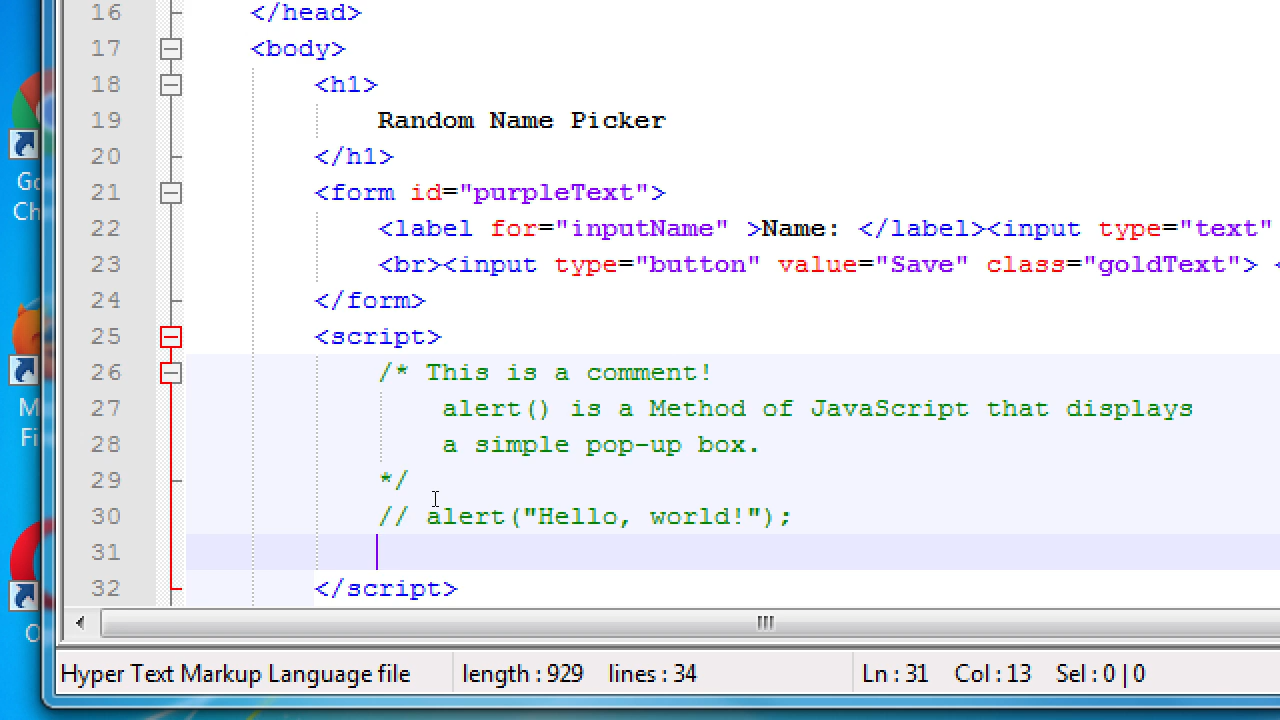 16 </head>
17 <body>
18 <h1>
19 Random Name Picker
20 </h1>
21 <form id="purpleText">
22 <label for="inputName" >Name: </label><input type="text"
23 <br><input type="button" value="Save" class="goldText"> <
24 </form>
25 <script>
26 /* This is a comment!
27 alert() is a Method of JavaScript that displays
28 a simple pop-up box.
29 */
30 // alert("Hello, world!");
31
32 </script>
Go
Ch
M
Fi
O
Hyper Text Markup Language file length : 929 lines : 34 Ln : 31 Col : 13 Sel : 0 | 0